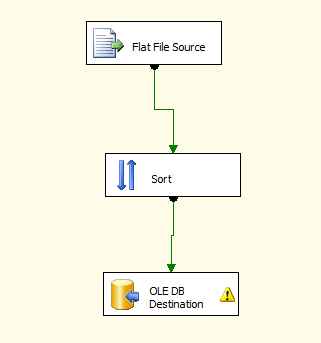 Flat File Source
Sort
OLE DB
Destination